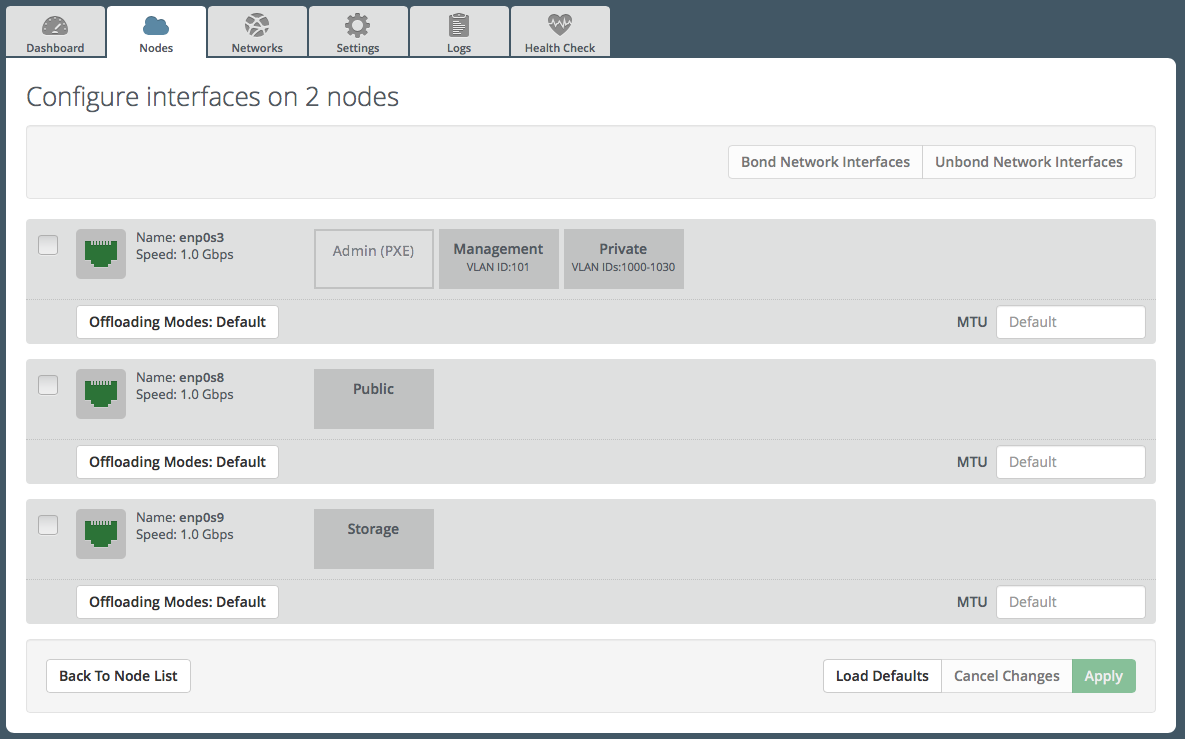 Dashboard
Nodes
Networks
Settings
Logs
Health Check
Configure interfaces on 2 nodes
Bond Network Interfaces
Unbond Network Interfaces
Name: enp0s3
Speed: 1.0 Gbps
Admin (PXE)
Management
VLAN ID:101
Private
VLAN IDs:1000-1030
Offloading Modes: Default
MTU
Default
Name: enp0s8
Speed: 1.0 Gbps
Public
Offloading Modes: Default
MTU
Default
Name: enp0s9
Speed: 1.0 Gbps
Storage
Offloading Modes: Default
MTU
Default
Back To Node List
Load Defaults
Cancel Changes
Apply